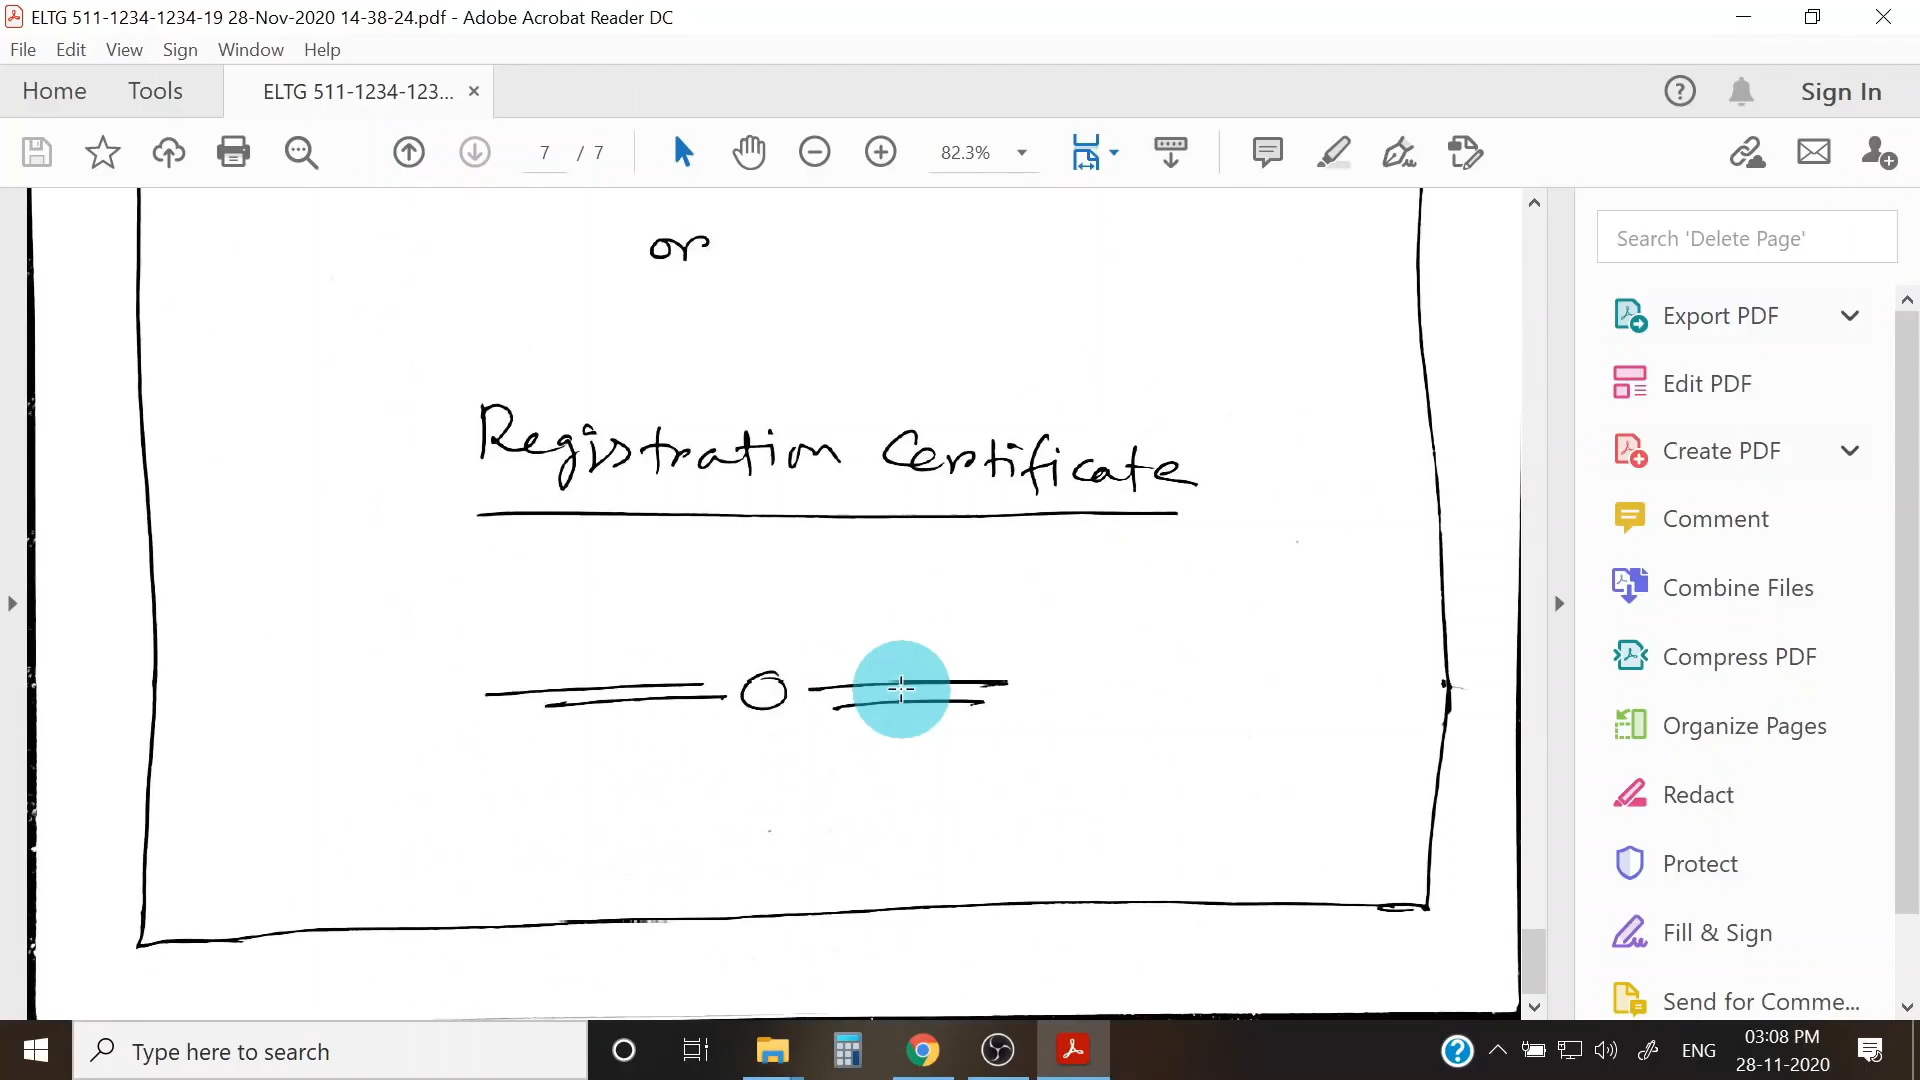 ELTG 511-1234-1234-19 28-Nov-2020 14-38-24.pdf - Adobe Acrobat Reader DC
File Edit View Sign Window Help
Home Tools ELTG 511-1234-123... × Sign In
7 / 7 82.3%
or
Registration Certificate
Search 'Delete Page'
Export PDF
Edit PDF
Create PDF
Comment
Combine Files
Compress PDF
Organize Pages
Redact
Protect
Fill & Sign
Send for Comme...
Type here to search
ENG
03:08 PM
28-11-2020